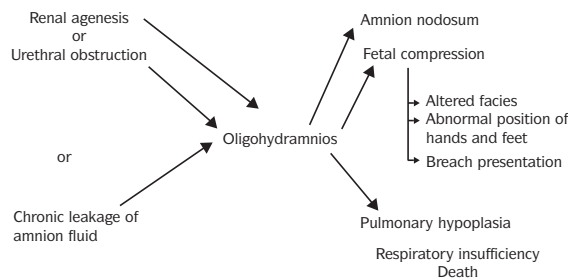 Renal agenesis
or
Urethral obstruction
or
Chronic leakage of
amnion fluid
Oligohydramnios
Amnion nodosum
Fetal compression
Altered facies
Abnormal position of
hands and feet
Breach presentation
Pulmonary hypoplasia
Respiratory insufficiency
Death